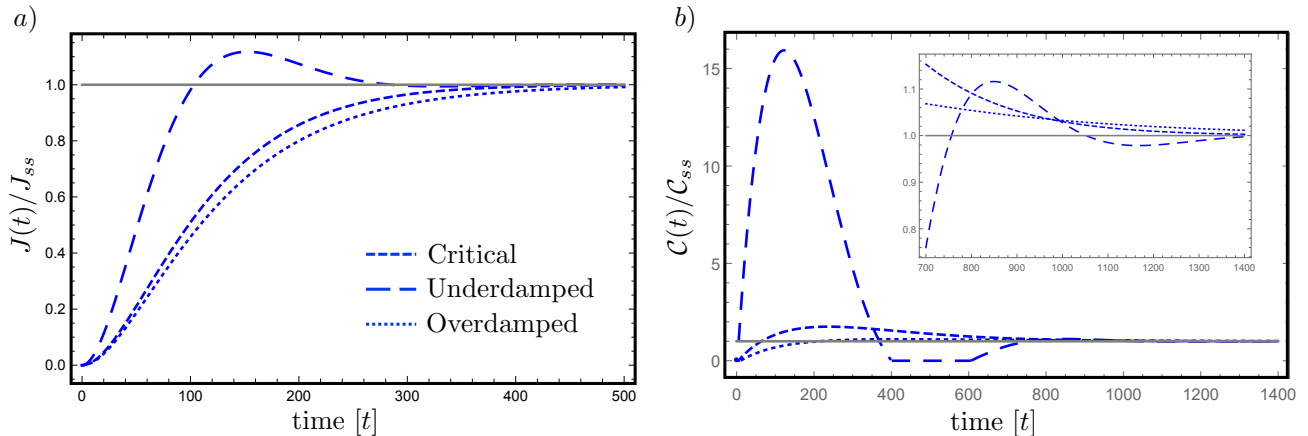 a)
J(t)/J_ss
1.0
0.8
0.6
0.4
0.2
0.0
Critical
Underdamped
Overdamped
0 100 200 300 400 500
time [t]
b)
C(t)/C_ss
15
10
5
0
1.1
1.0
0.9
0.8
700 800 900 1000 1100 1200 1300 1400
0 200 400 600 800 1000 1200 1400
time [t]